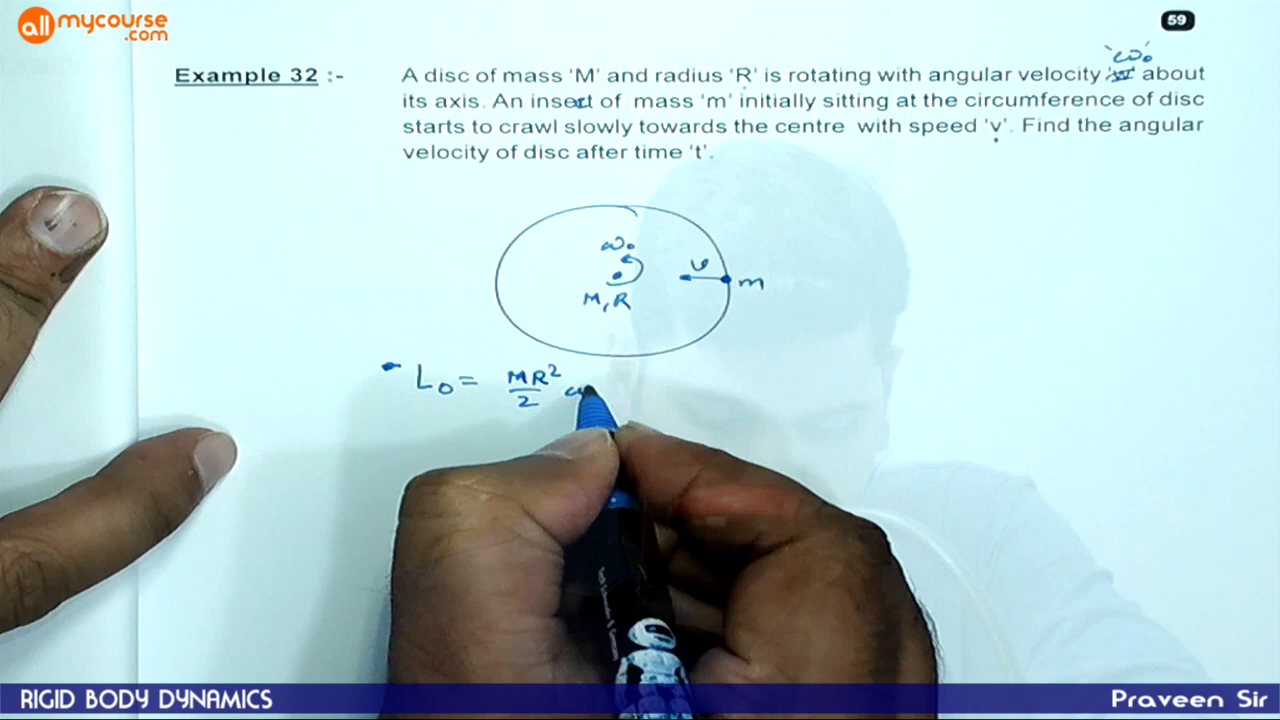 all mycourse .com
59
'ω₀'
Example 32 :- A disc of mass 'M' and radius 'R' is rotating with angular velocity about
its axis. An insect of mass 'm' initially sitting at the circumference of disc
starts to crawl slowly towards the centre with speed 'v'. Find the angular
velocity of disc after time 't'.
ω₀
v
m
M, R
L₀ = MR²/2 ω
RIGID BODY DYNAMICS
Praveen Sir